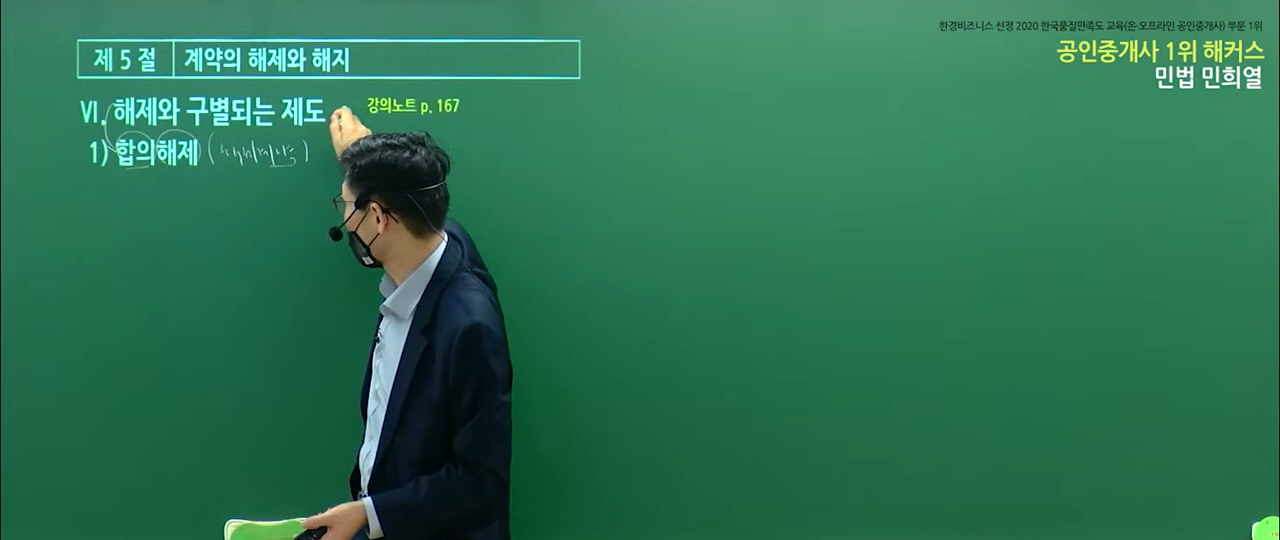 한경비즈니스 선정 2020 한국품질만족도 교육(온·오프라인 공인중개사) 부문 1위
공인중개사 1위 해커스
민법 민희열
제 5 절 계약의 해제와 해지
Ⅵ. 해제와 구별되는 제도 강의노트 p. 167
1) 합의해제 ( )